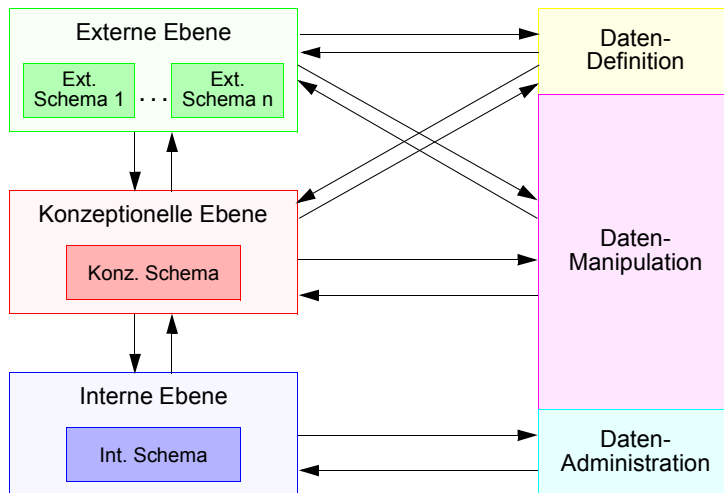 Externe Ebene
Ext.
Schema 1
. . .
Ext.
Schema n
Daten-
Definition
Konzeptionelle Ebene
Konz. Schema
Daten-
Manipulation
Interne Ebene
Int. Schema
Daten-
Administration